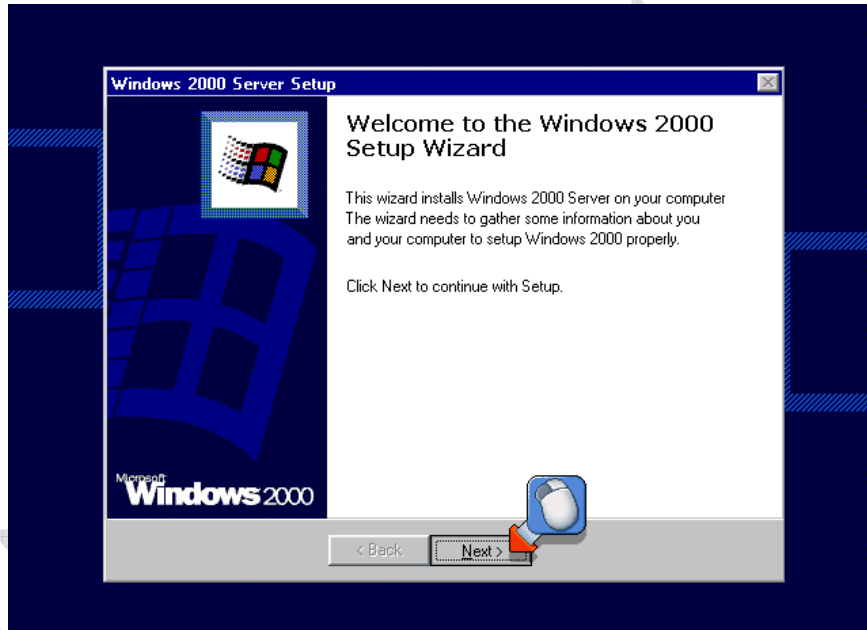 Windows 2000 Server Setup
Welcome to the Windows 2000
Setup Wizard
This wizard installs Windows 2000 Server on your computer
The wizard needs to gather some information about you
and your computer to setup Windows 2000 properly.
Click Next to continue with Setup.
Microsoft
Windows 2000
< Back
Next >